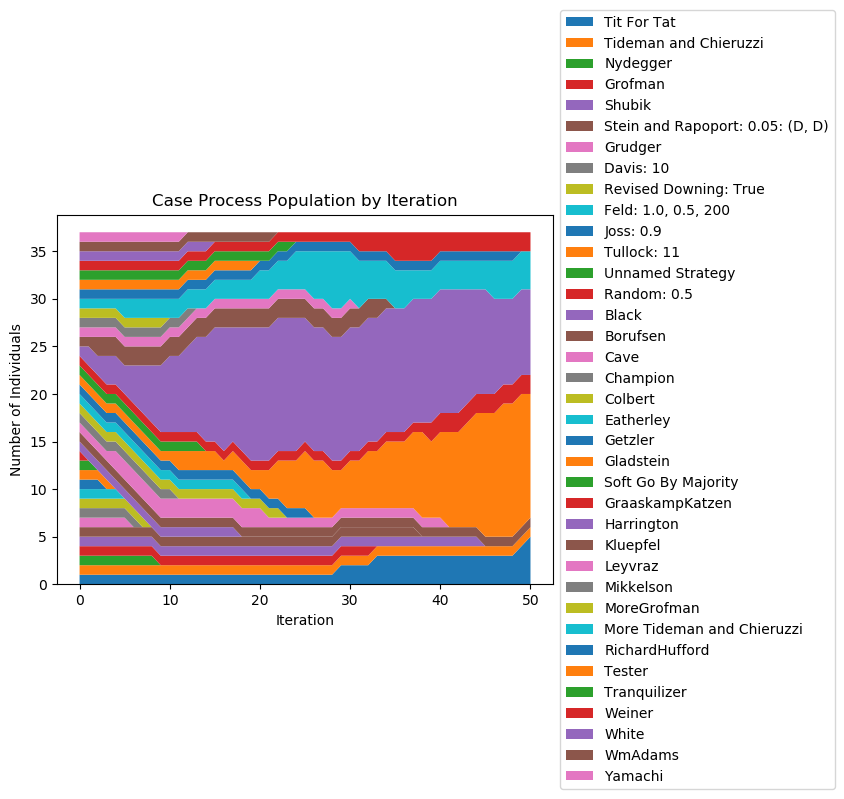 Case Process Population by Iteration
Number of Individuals
35
30
25
20
15
10
5
0
0 10 20 30 40 50
Iteration
Tit For Tat
Tideman and Chieruzzi
Nydegger
Grofman
Shubik
Stein and Rapoport: 0.05: (D, D)
Grudger
Davis: 10
Revised Downing: True
Feld: 1.0, 0.5, 200
Joss: 0.9
Tullock: 11
Unnamed Strategy
Random: 0.5
Black
Borufsen
Cave
Champion
Colbert
Eatherley
Getzler
Gladstein
Soft Go By Majority
GraaskampKatzen
Harrington
Kluepfel
Leyvraz
Mikkelson
MoreGrofman
More Tideman and Chieruzzi
RichardHufford
Tester
Tranquilizer
Weiner
White
WmAdams
Yamachi